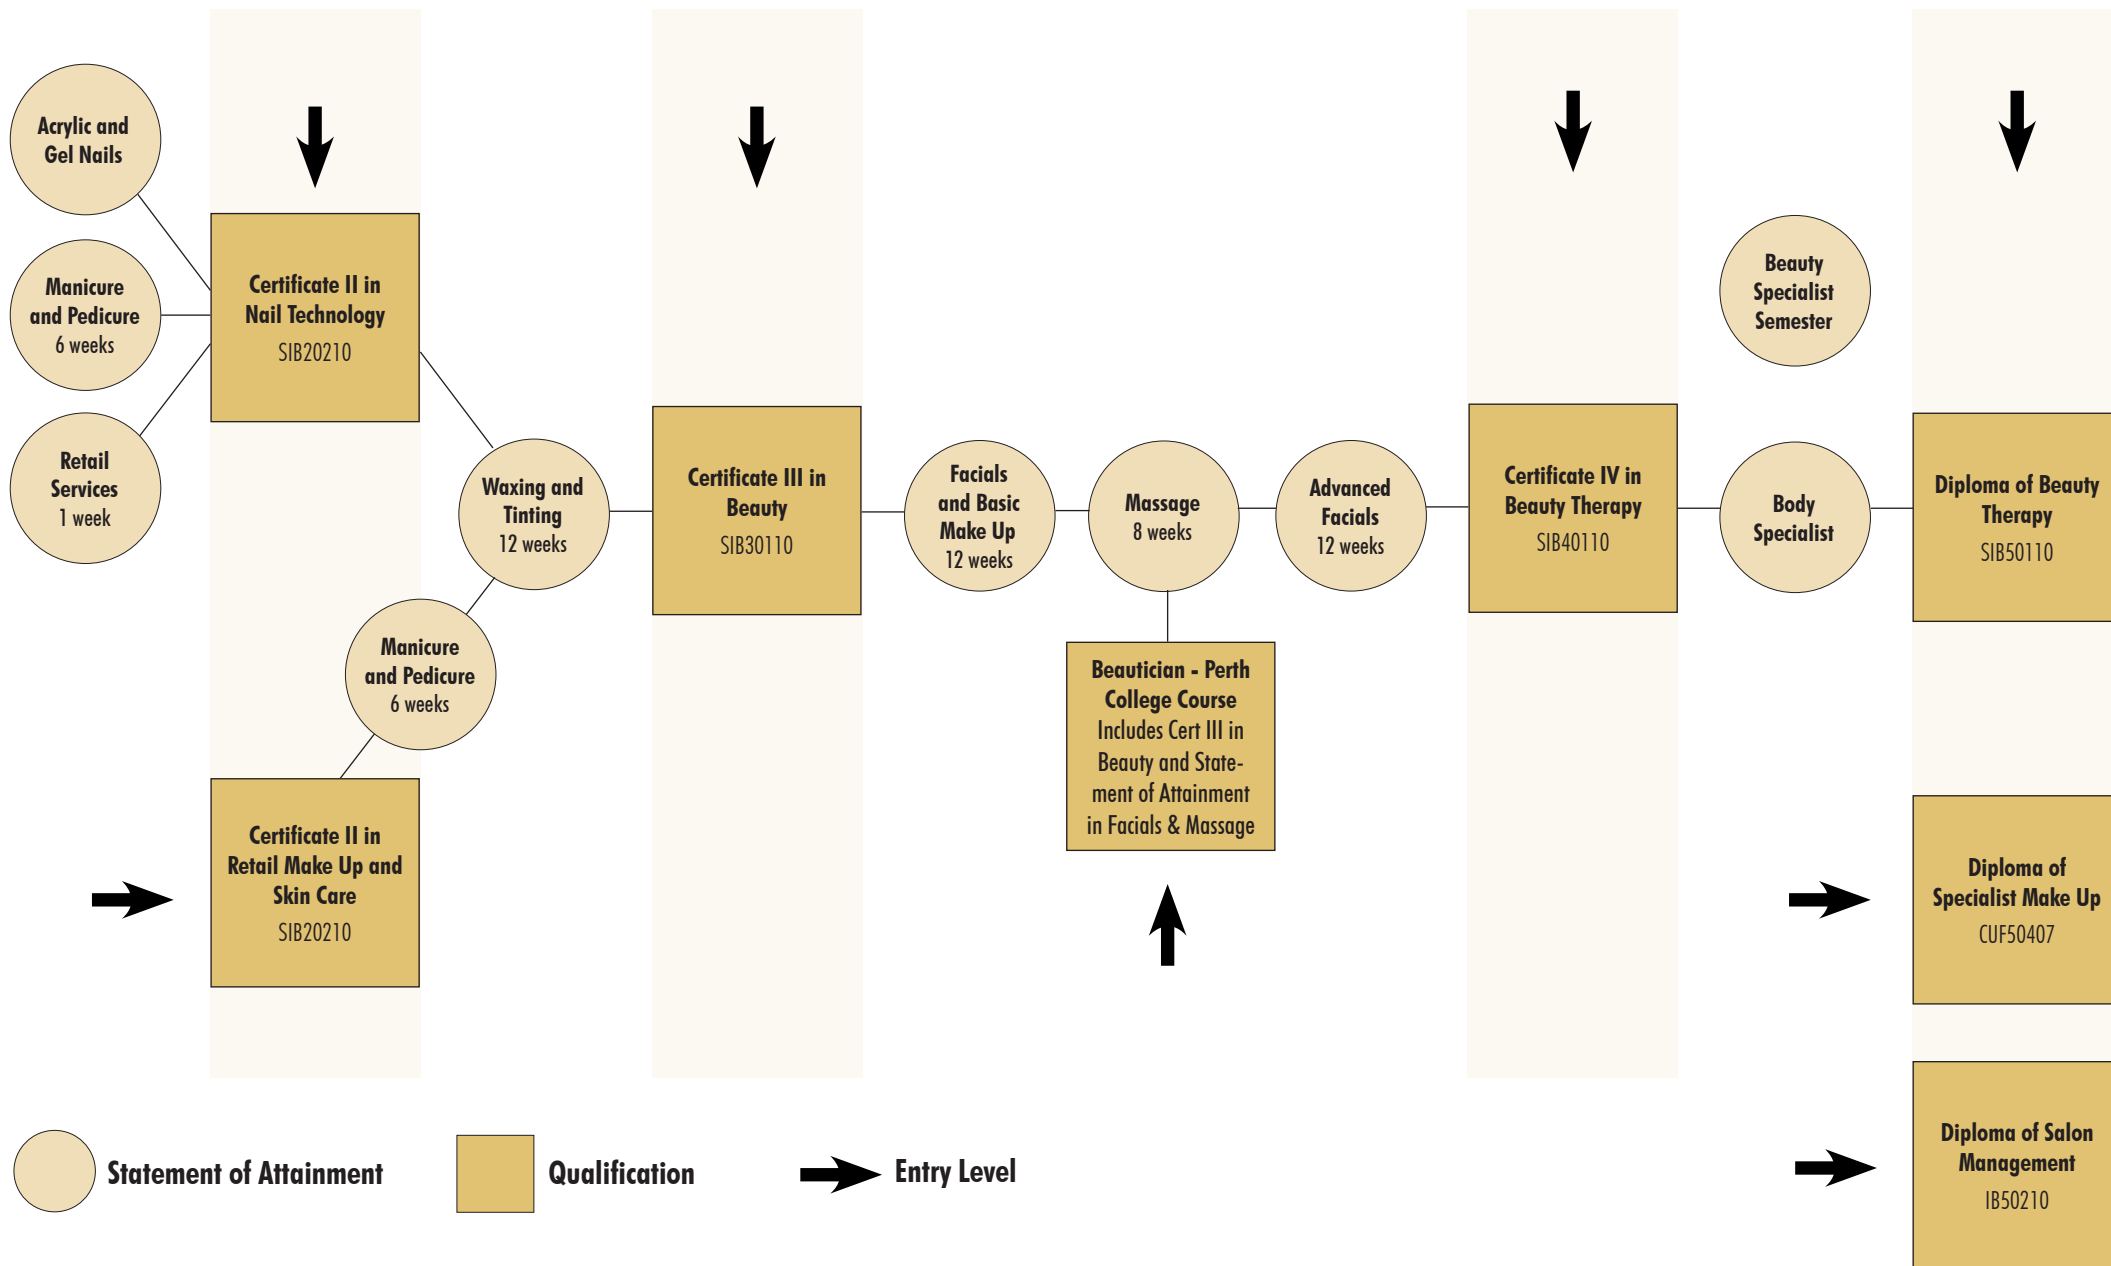 Acrylic and
Gel Nails
Manicure
and Pedicure
6 weeks
Retail
Services
1 week
Certificate II in
Nail Technology
SIB20210
Waxing and
Tinting
12 weeks
Manicure
and Pedicure
6 weeks
Certificate II in
Retail Make Up and
Skin Care
SIB20210
Certificate III in
Beauty
SIB30110
Facials
and Basic
Make Up
12 weeks
Massage
8 weeks
Advanced
Facials
12 weeks
Beautician - Perth
College Course
Includes Cert III in
Beauty and State-
ment of Attainment
in Facials & Massage
Certificate IV in
Beauty Therapy
SIB40110
Beauty
Specialist
Semester
Body
Specialist
Diploma of Beauty
Therapy
SIB50110
Diploma of
Specialist Make Up
CUF50407
Diploma of Salon
Management
IB50210
Statement of Attainment
Qualification
Entry Level